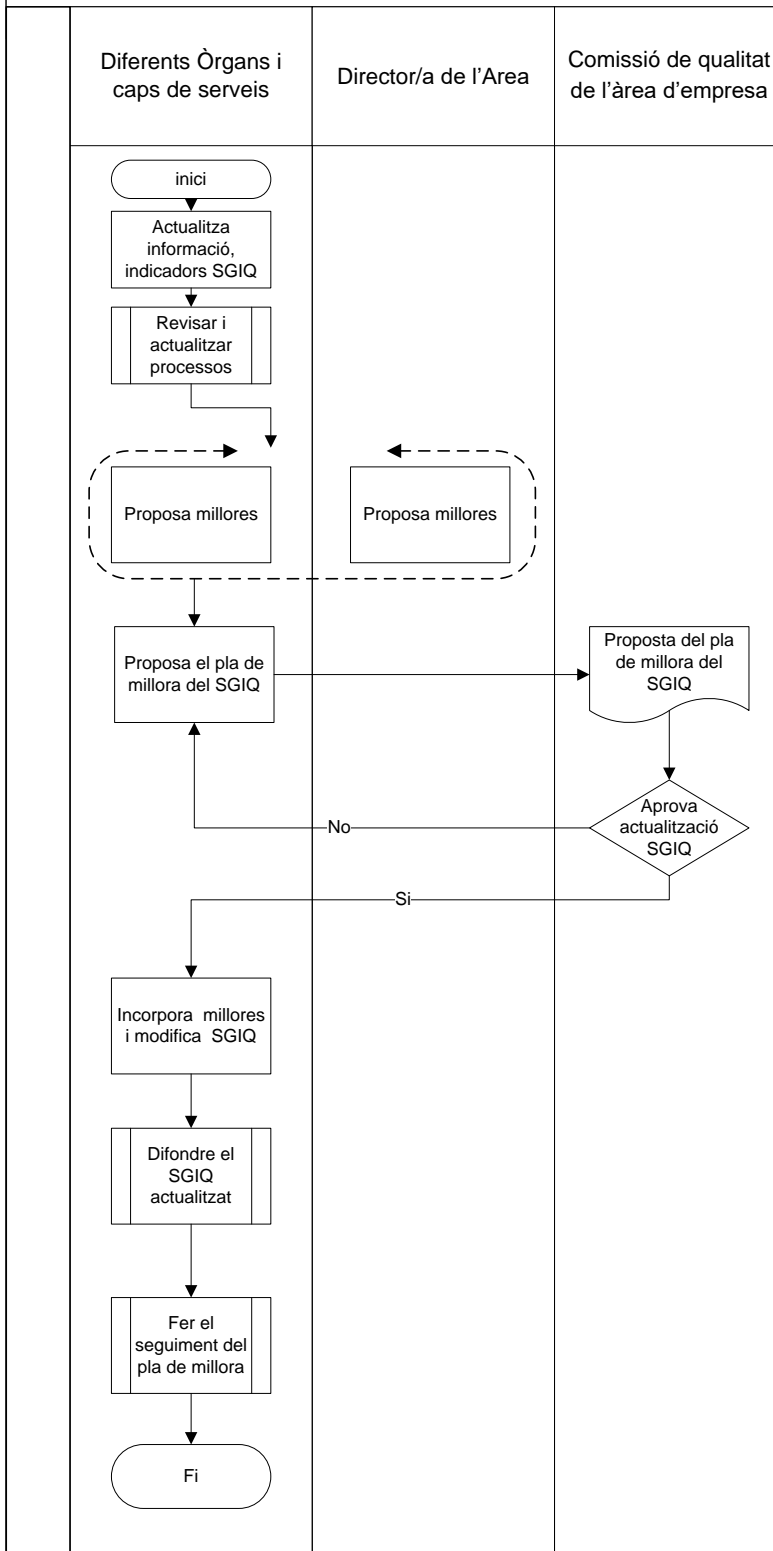 Diferents Òrgans i
caps de serveis
Director/a de l'Area
Comissió de qualitat
de l'àrea d'empresa
inici
Actualitza
informació,
indicadors SGIQ
Revisar i
actualitzar
processos
Proposa millores
Proposa millores
Proposa el pla de
millora del SGIQ
Proposta del pla
de millora del
SGIQ
Aprova
actualització
SGIQ
No
Si
Incorpora millores
i modifica SGIQ
Difondre el
SGIQ
actualitzat
Fer el
seguiment del
pla de millora
Fi